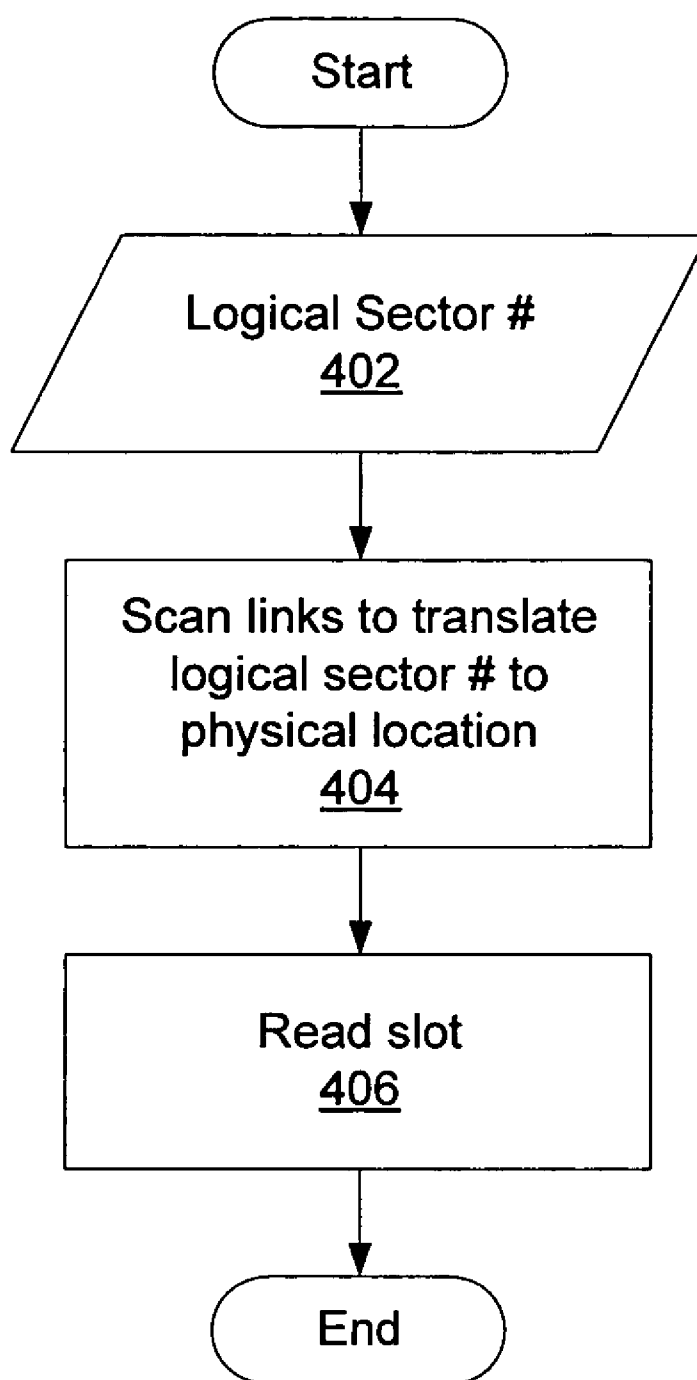 Start
Logical Sector #
402
Scan links to translate
logical sector # to
physical location
404
Read slot
406
End